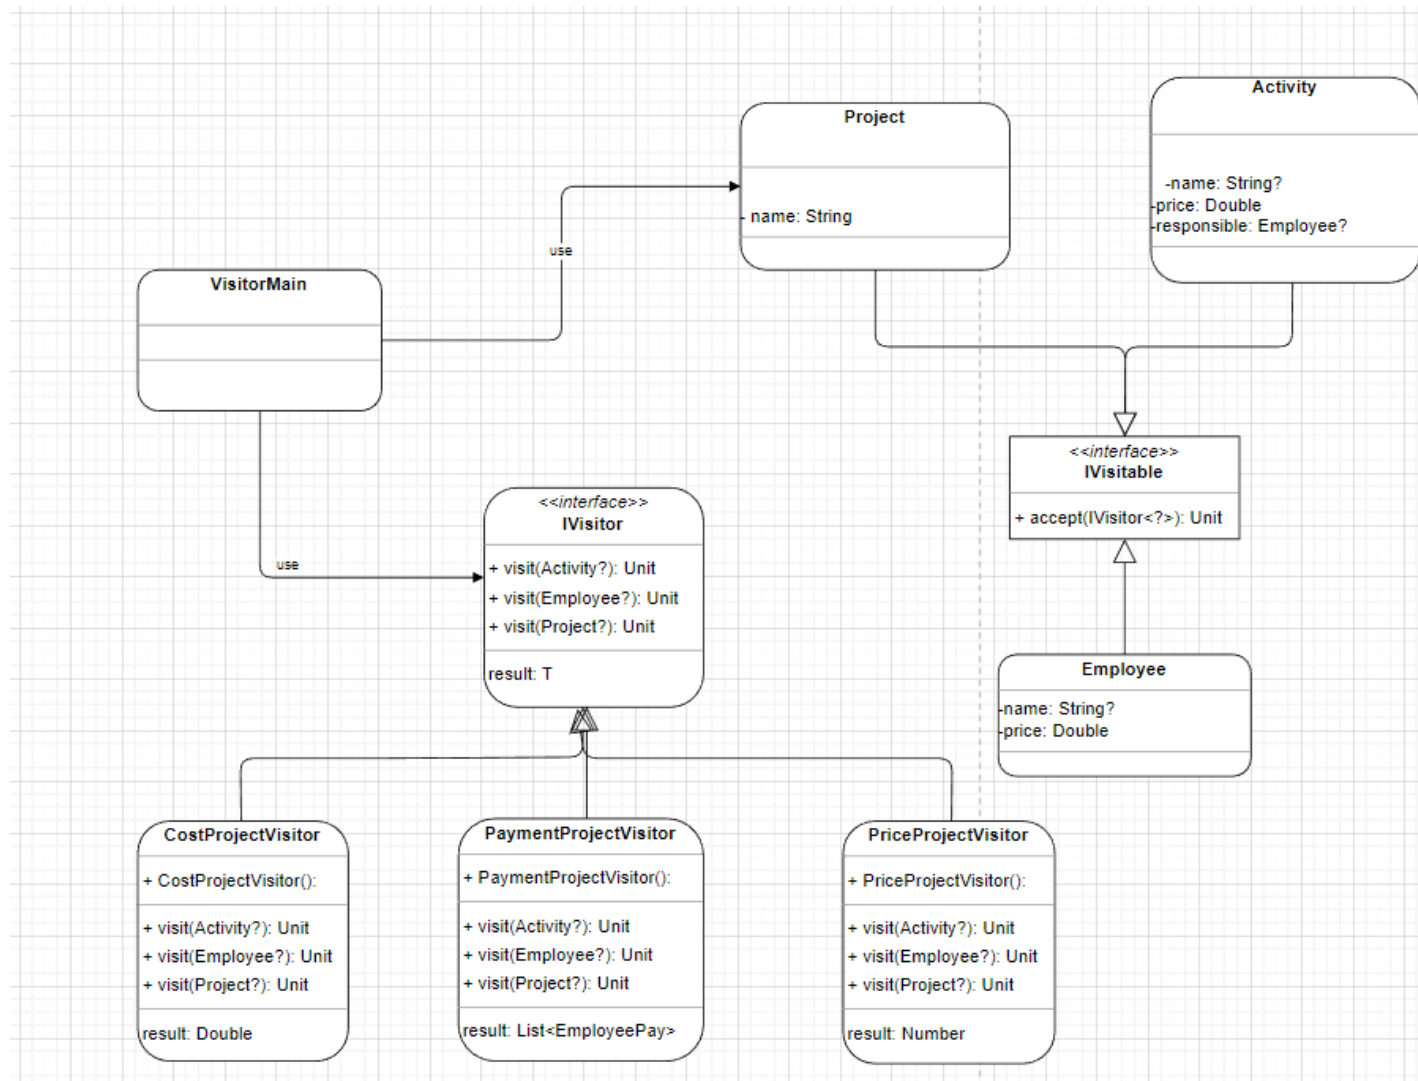 Activity
-name: String?
-price: Double
-responsible: Employee?
Project
- name: String
use
VisitorMain
use
<<interface>>
IVisitable
+ accept(IVisitor<?>): Unit
<<interface>>
IVisitor
+ visit(Activity?): Unit
+ visit(Employee?): Unit
+ visit(Project?): Unit
result: T
Employee
-name: String?
-price: Double
CostProjectVisitor
+ CostProjectVisitor():
+ visit(Activity?): Unit
+ visit(Employee?): Unit
+ visit(Project?): Unit
result: Double
PaymentProjectVisitor
+ PaymentProjectVisitor():
+ visit(Activity?): Unit
+ visit(Employee?): Unit
+ visit(Project?): Unit
result: List<EmployeePay>
PriceProjectVisitor
+ PriceProjectVisitor():
+ visit(Activity?): Unit
+ visit(Employee?): Unit
+ visit(Project?): Unit
result: Number